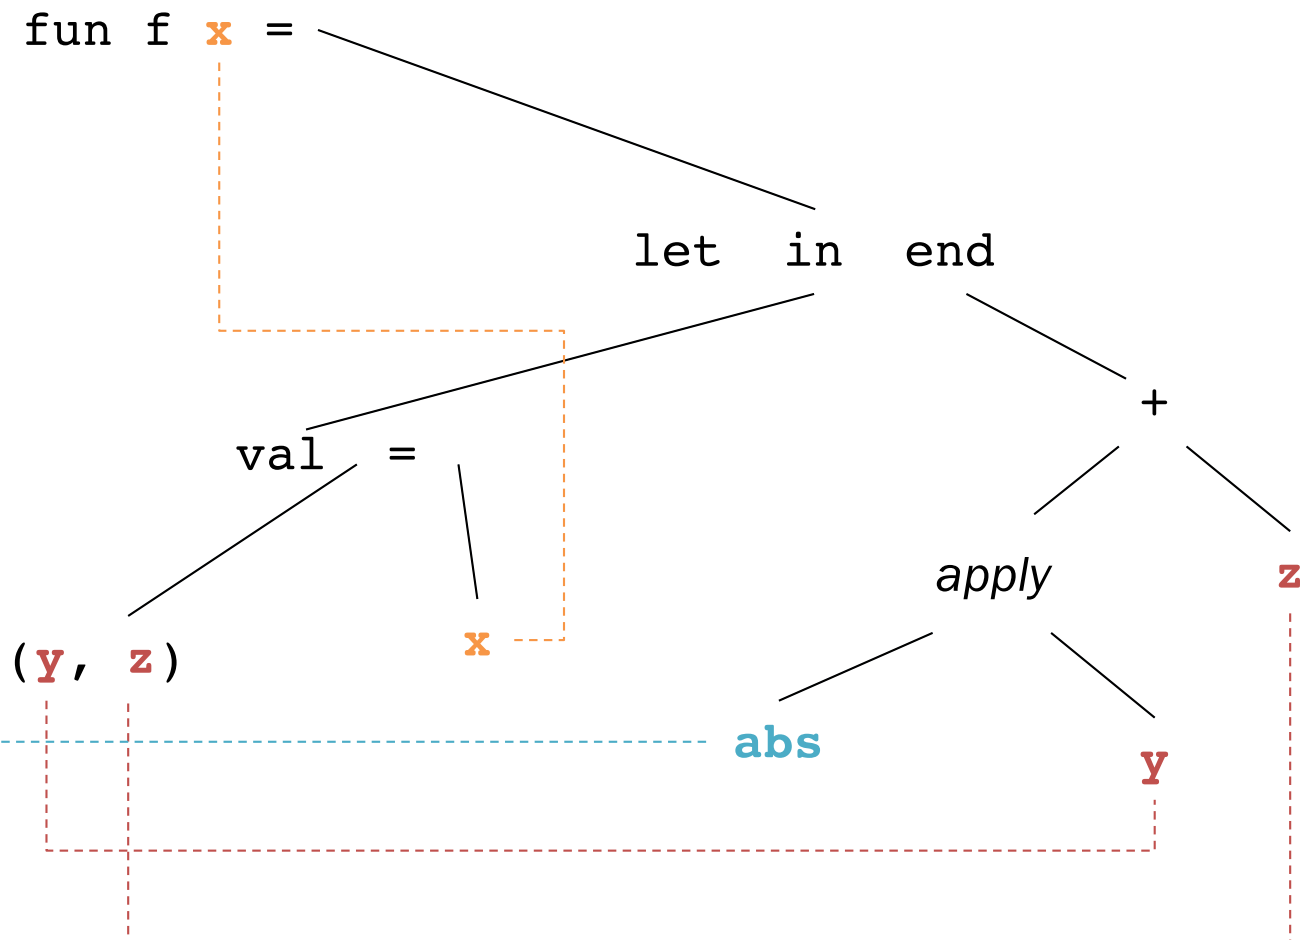 fun f x =
let in end
+
val =
apply z
(y, z) x
abs y